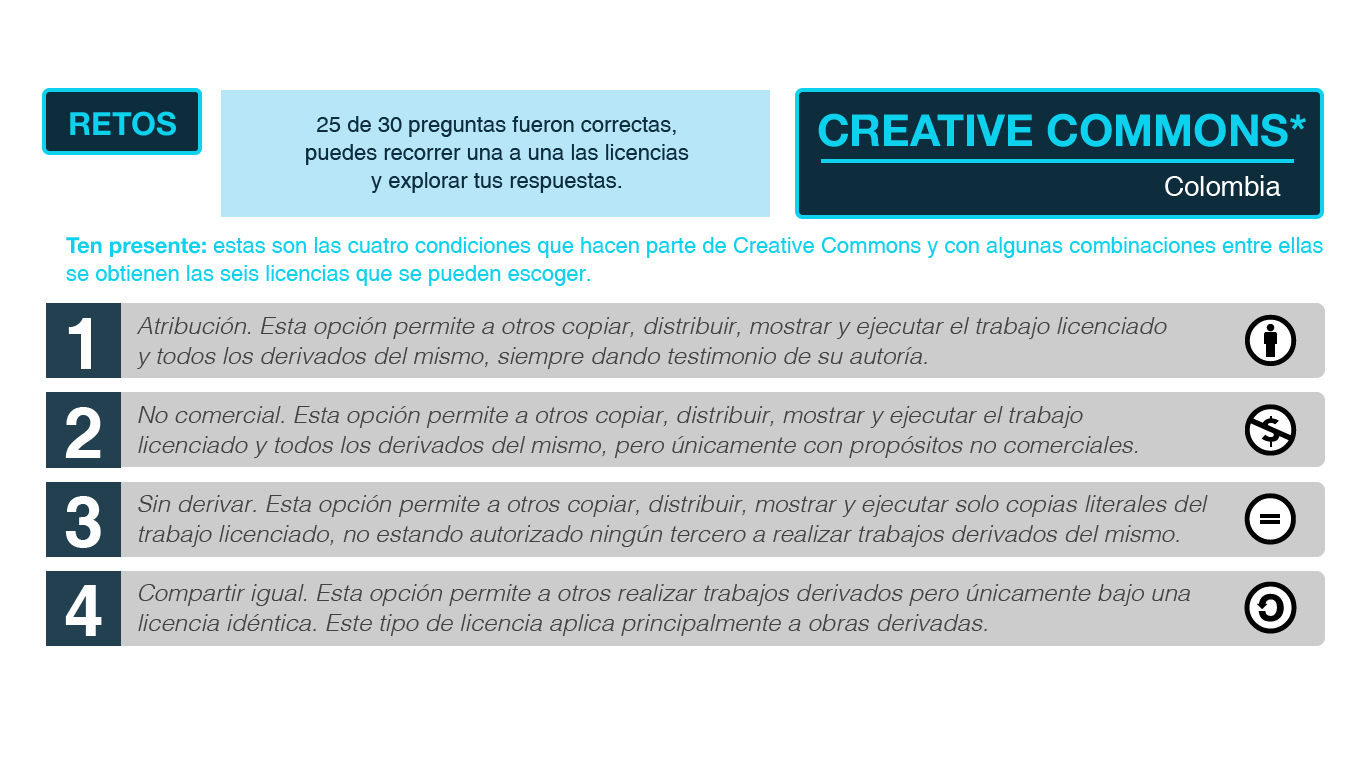 RETOS
25 de 30 preguntas fueron correctas,
puedes recorrer una a una las licencias
y explorar tus respuestas.
CREATIVE COMMONS*
Colombia
Ten presente: estas son las cuatro condiciones que hacen parte de Creative Commons y con algunas combinaciones entre ellas
se obtienen las seis licencias que se pueden escoger.
1
Atribución. Esta opción permite a otros copiar, distribuir, mostrar y ejecutar el trabajo licenciado
y todos los derivados del mismo, siempre dando testimonio de su autoría.
2
No comercial. Esta opción permite a otros copiar, distribuir, mostrar y ejecutar el trabajo
licenciado y todos los derivados del mismo, pero únicamente con propósitos no comerciales.
3
Sin derivar. Esta opción permite a otros copiar, distribuir, mostrar y ejecutar solo copias literales del
trabajo licenciado, no estando autorizado ningún tercero a realizar trabajos derivados del mismo.
4
Compartir igual. Esta opción permite a otros realizar trabajos derivados pero únicamente bajo una
licencia idéntica. Este tipo de licencia aplica principalmente a obras derivadas.